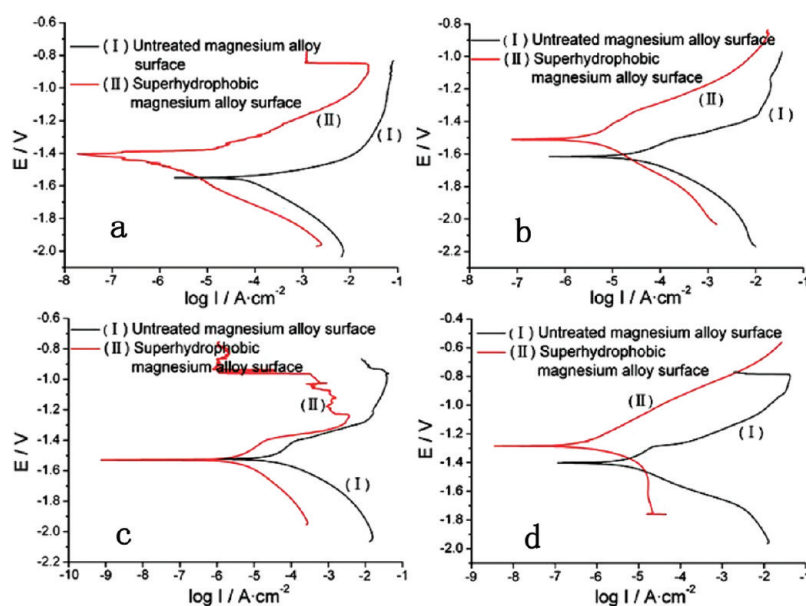 -0.6
-0.8
-1.0
-1.2
-1.4
-1.6
-1.8
-2.0
E / V
( I ) Untreated magnesium alloy
surface
( II ) Superhydrophobic
magnesium alloy surface
( II )
( I )
a
-8 -7 -6 -5 -4 -3 -2 -1
log I / A·cm-2
-0.8
-1.0
-1.2
-1.4
-1.6
-1.8
-2.0
-2.2
E / V
( I ) Untreated magnesium alloy surface
( II ) Superhydrophobic
magnesium alloy surface
( II )
( I )
b
-8 -7 -6 -5 -4 -3 -2 -1
log I / A·cm-2
-0.6
-0.8
-1.0
-1.2
-1.4
-1.6
-1.8
-2.0
-2.2
E / V
( I ) Untreated magnesium alloy surface
( II ) Superhydrophobic
magnesium alloy surface
( II )
( I )
c
-10 -9 -8 -7 -6 -5 -4 -3 -2 -1
log I / A·cm-2
-0.4
-0.6
-0.8
-1.0
-1.2
-1.4
-1.6
-1.8
-2.0
E / V
( I ) Untreated magnesium alloy surface
( II ) Superhydrophobic
magnesium alloy surface
( II )
( I )
d
-9 -8 -7 -6 -5 -4 -3 -2 -1
log I / A·cm-2